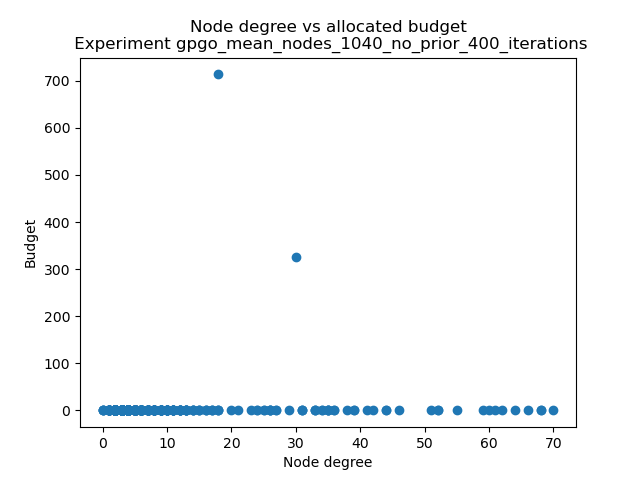 Node degree vs allocated budget
Experiment gpgo_mean_nodes_1040_no_prior_400_iterations
700
600
500
400
300
200
100
0
Budget
0 10 20 30 40 50 60 70
Node degree